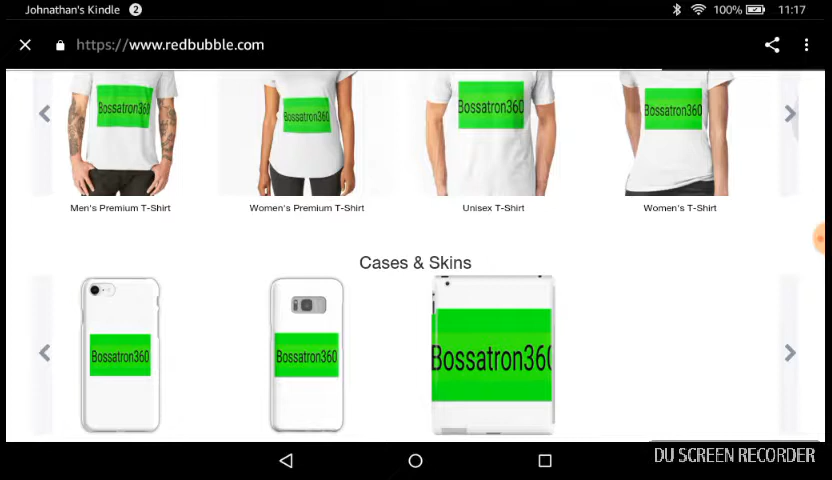 Johnathan's Kindle 2 100% 11:17
https://www.redbubble.com
Bossatron360 Bossatron360 Bossatron360 Bossatron360
Men's Premium T-Shirt Women's Premium T-Shirt Unisex T-Shirt Women's T-Shirt
Cases & Skins
Bossatron360 Bossatron360 Bossatron360
DU SCREEN RECORDER